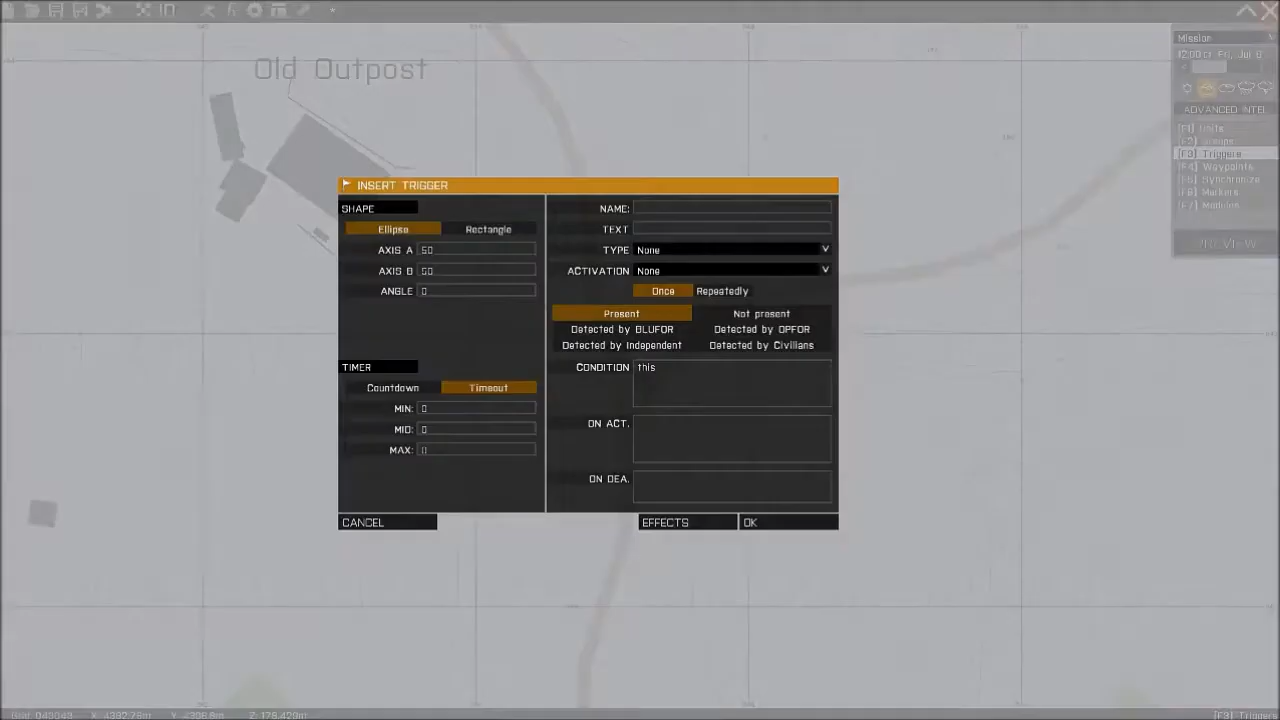 Old Outpost
Mission
ADVANCED INTEL
[F1] Units
[F2] Groups
[F3] Triggers
[F4] Waypoints
[F5] Synchronize
[F6] Markers
[F7] Modules
PREVIEW
INSERT TRIGGER
SHAPE
Ellipse Rectangle
AXIS A 50
AXIS B 50
ANGLE 0
TIMER
Countdown Timeout
MIN: 0
MID: 0
MAX: 0
NAME:
TEXT
TYPE None
ACTIVATION None
Once Repeatedly
Present Not present
Detected by BLUFOR Detected by OPFOR
Detected by Independent Detected by Civilians
CONDITION this
ON ACT.
ON DEA.
CANCEL EFFECTS OK
[F3] Triggers